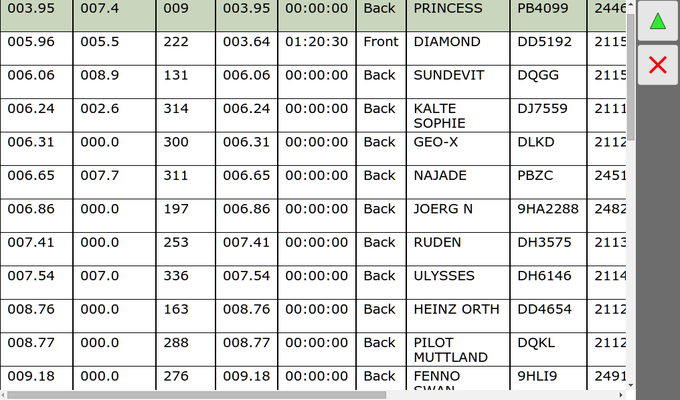 003.95 007.4 009 003.95 00:00:00 Back PRINCESS PB4099 2446
005.96 005.5 222 003.64 01:20:30 Front DIAMOND DD5192 2115
006.06 008.9 131 006.06 00:00:00 Back SUNDEVIT DQGG 2115
006.24 002.6 314 006.24 00:00:00 Back KALTE DJ7559 2111
SOPHIE
006.31 000.0 300 006.31 00:00:00 Back GEO-X DLKD 2112
006.65 007.7 311 006.65 00:00:00 Back NAJADE PBZC 2451
006.86 000.0 197 006.86 00:00:00 Back JOERG N 9HA2288 2482
007.41 000.0 253 007.41 00:00:00 Back RUDEN DH3575 2113
007.54 007.0 336 007.54 00:00:00 Back ULYSSES DH6146 2114
008.76 000.0 163 008.76 00:00:00 Back HEINZ ORTH DD4654 2112
008.77 000.0 288 008.77 00:00:00 Back PILOT DQKL 2112
MUTTLAND
009.18 000.0 276 009.18 00:00:00 Back FENNO 9HLI9 2491
SWAN